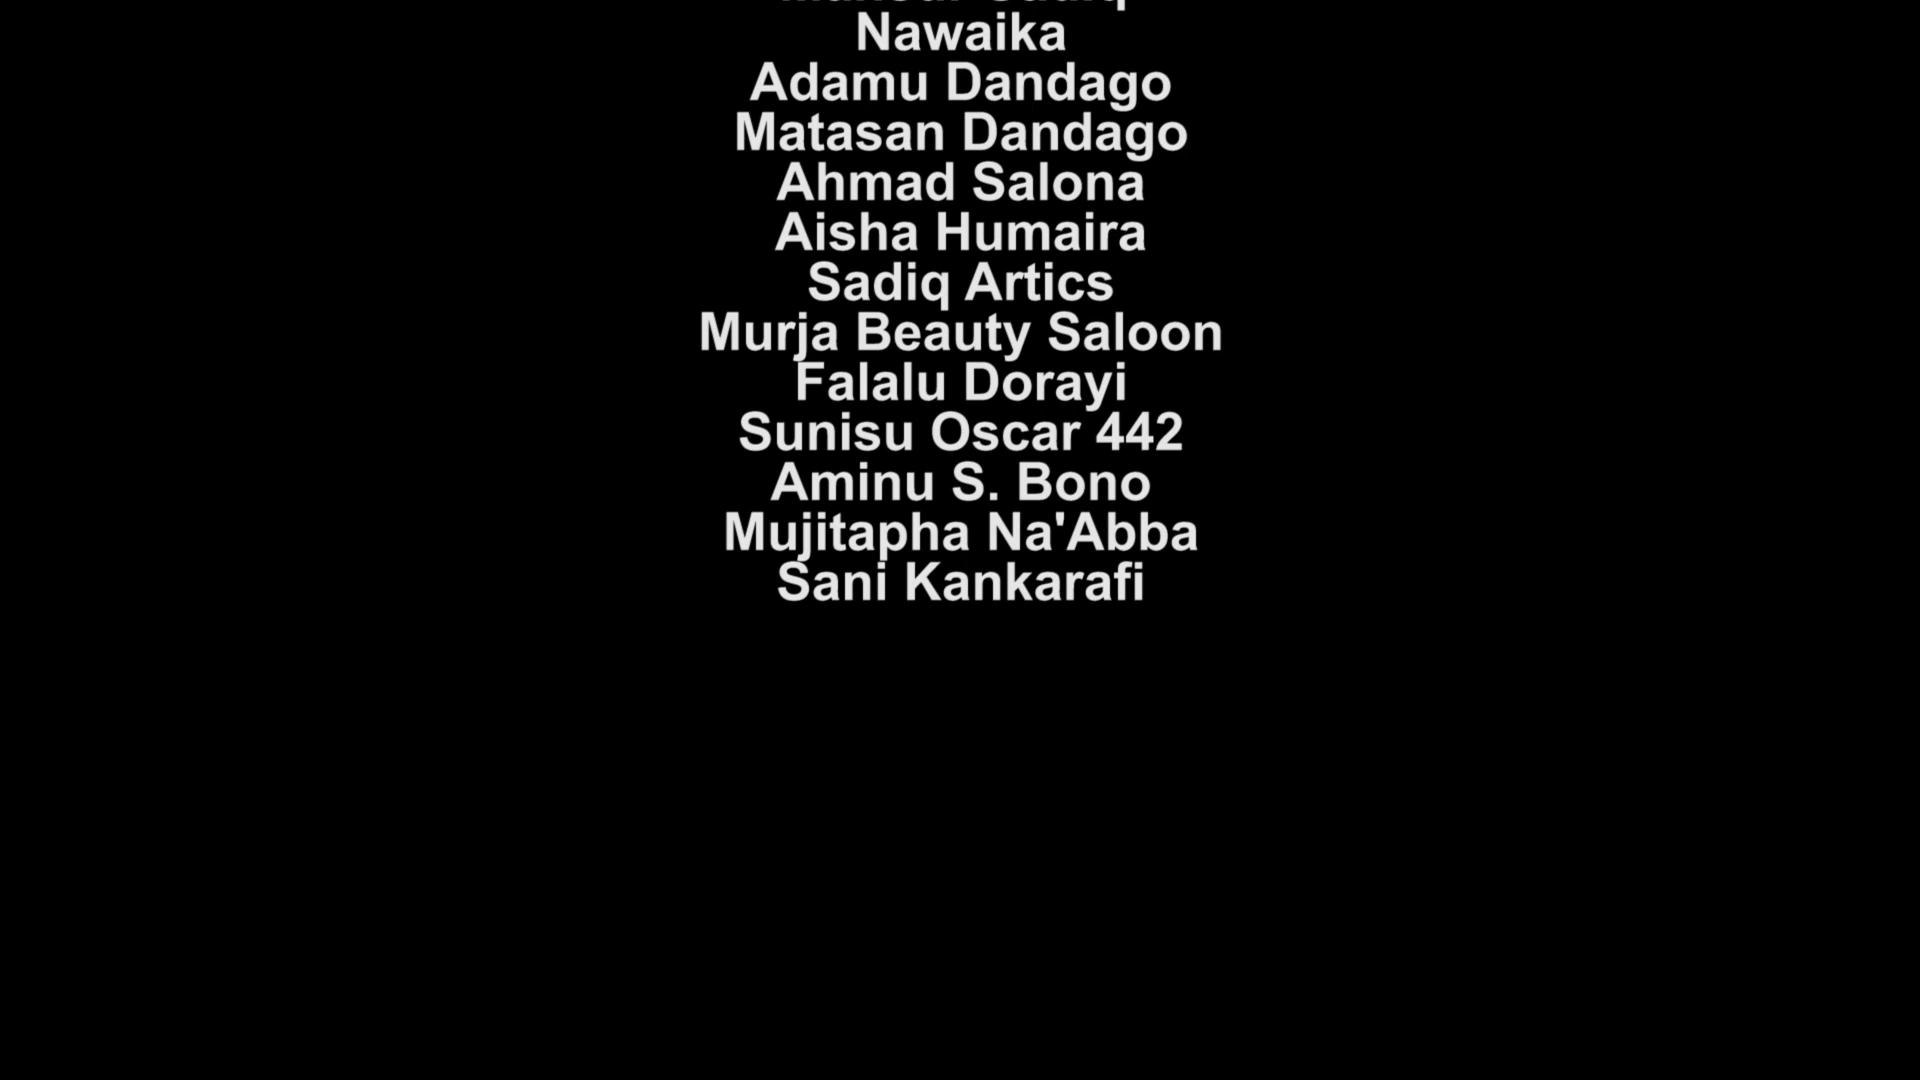 Nawaika
Adamu Dandago
Matasan Dandago
Ahmad Salona
Aisha Humaira
Sadiq Artics
Murja Beauty Saloon
Falalu Dorayi
Sunisu Oscar 442
Aminu S. Bono
Mujitapha Na'Abba
Sani Kankarafi